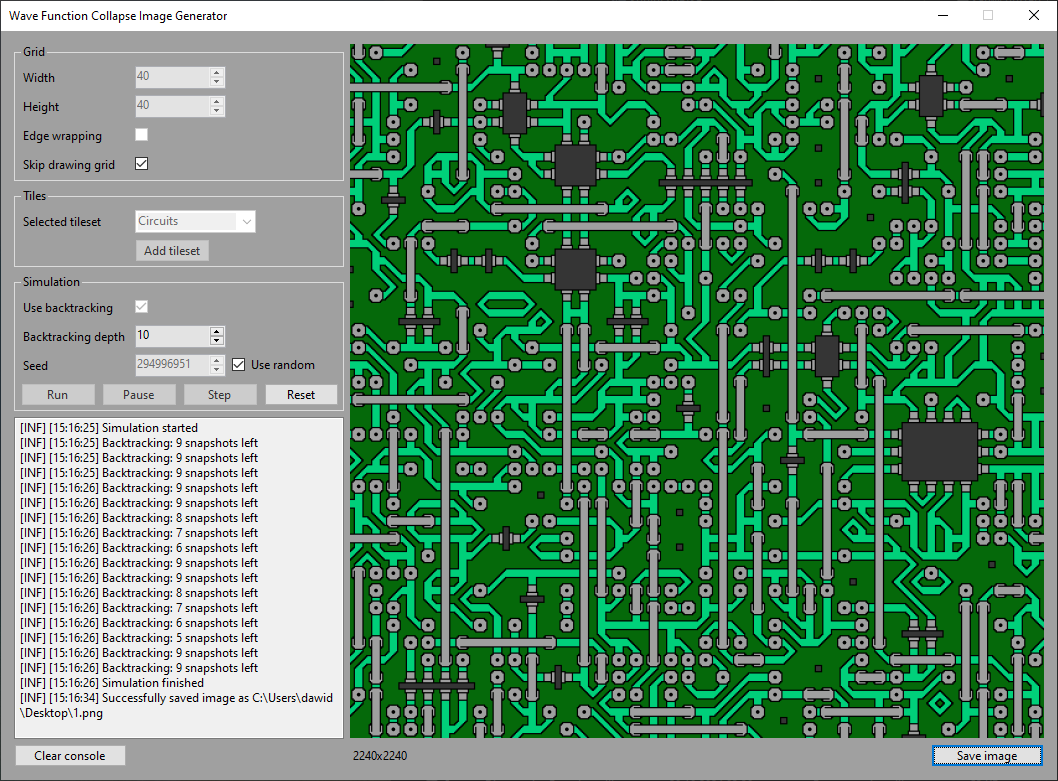 Wave Function Collapse Image Generator
Grid
Width 40
Height 40
Edge wrapping
Skip drawing grid
Tiles
Selected tileset Circuits
Add tileset
Simulation
Use backtracking
Backtracking depth 10
Seed 294996951 Use random
Run Pause Step Reset
[INF] [15:16:25] Simulation started
[INF] [15:16:25] Backtracking: 9 snapshots left
[INF] [15:16:25] Backtracking: 9 snapshots left
[INF] [15:16:25] Backtracking: 9 snapshots left
[INF] [15:16:26] Backtracking: 9 snapshots left
[INF] [15:16:26] Backtracking: 9 snapshots left
[INF] [15:16:26] Backtracking: 8 snapshots left
[INF] [15:16:26] Backtracking: 7 snapshots left
[INF] [15:16:26] Backtracking: 6 snapshots left
[INF] [15:16:26] Backtracking: 9 snapshots left
[INF] [15:16:26] Backtracking: 9 snapshots left
[INF] [15:16:26] Backtracking: 8 snapshots left
[INF] [15:16:26] Backtracking: 7 snapshots left
[INF] [15:16:26] Backtracking: 6 snapshots left
[INF] [15:16:26] Backtracking: 5 snapshots left
[INF] [15:16:26] Backtracking: 9 snapshots left
[INF] [15:16:26] Backtracking: 9 snapshots left
[INF] [15:16:26] Simulation finished
[INF] [15:16:34] Successfully saved image as C:\Users\dawid
\Desktop\1.png
Clear console
2240x2240
Save image